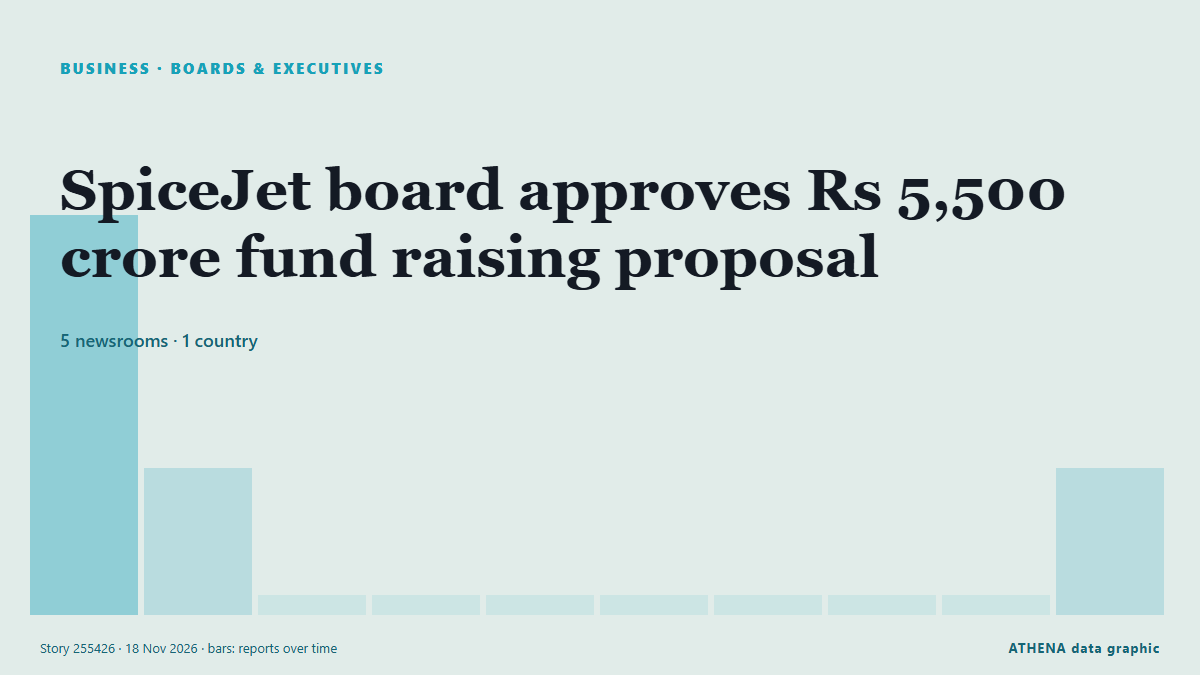 BUSINESS · BOARDS & EXECUTIVES
SpiceJet board approves Rs 5,500
crore fund raising proposal
5 newsrooms · 1 country
Story 255426 · 18 Nov 2026 · bars: reports over time
ATHENA data graphic